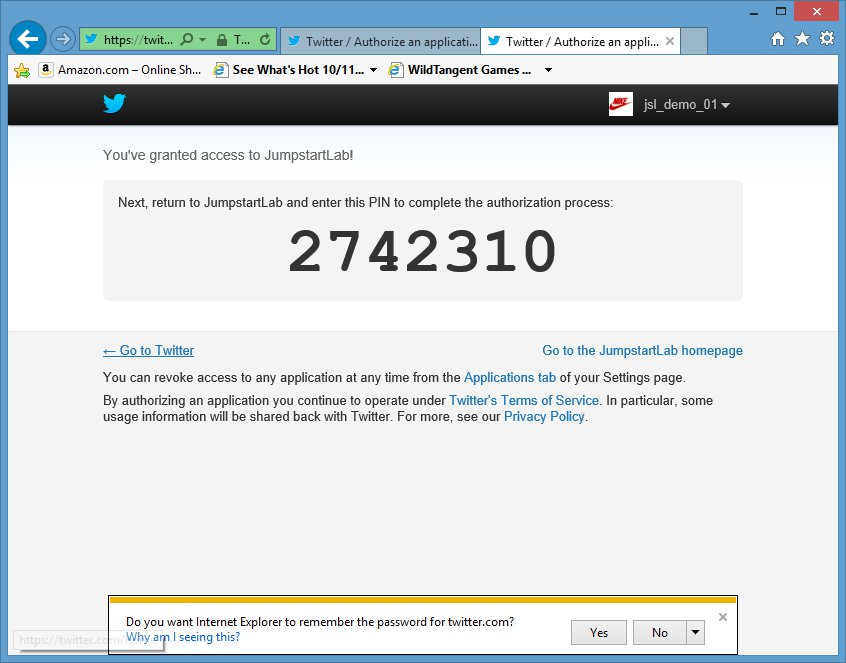 https://twit... T...
Twitter / Authorize an applicati...
Twitter / Authorize an appli...
Amazon.com – Online Sh...
See What's Hot 10/11...
WildTangent Games ...
jsl_demo_01
You've granted access to JumpstartLab!
Next, return to JumpstartLab and enter this PIN to complete the authorization process:
2742310
← Go to Twitter
Go to the JumpstartLab homepage
You can revoke access to any application at any time from the Applications tab of your Settings page.
By authorizing an application you continue to operate under Twitter's Terms of Service. In particular, some
usage information will be shared back with Twitter. For more, see our Privacy Policy.
Do you want Internet Explorer to remember the password for twitter.com?
Why am I seeing this?
Yes
No
https://twitter.com/